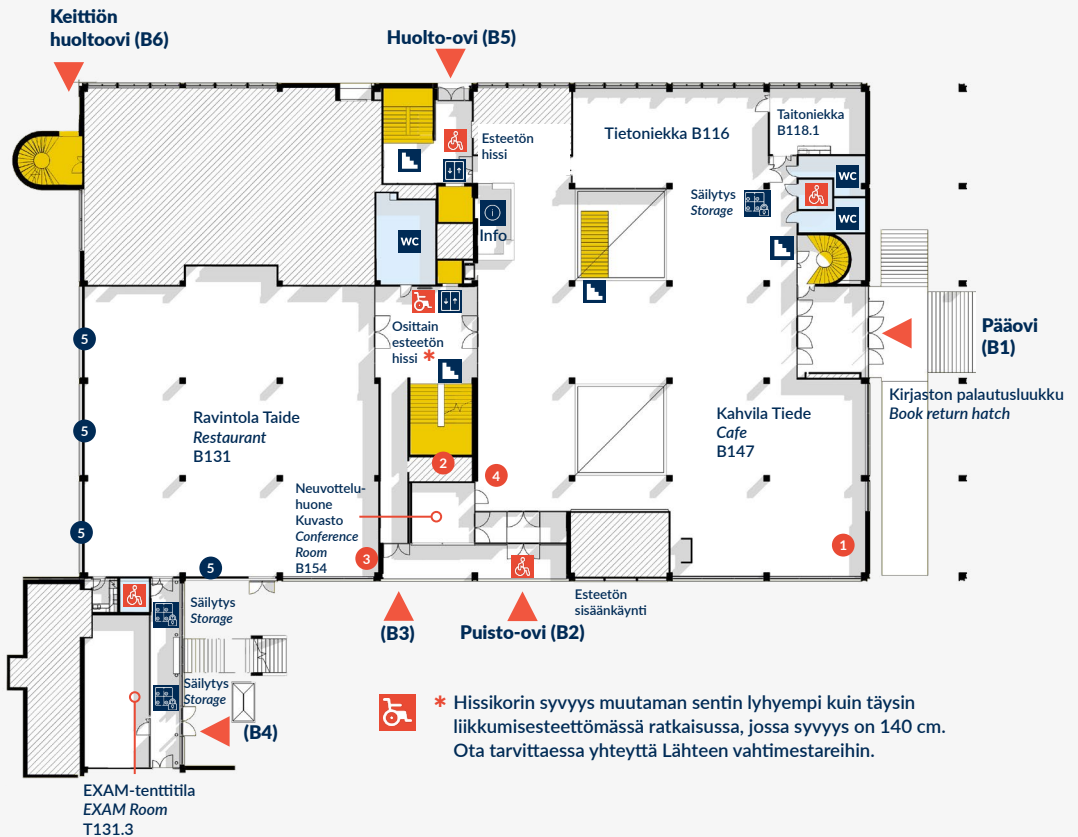 Keittiön
huoltoovi (B6)
Huolto-ovi (B5)
Esteetön
hissi
Tietoniekka B116
Taitoniekka
B118.1
WC
WC
Säilytys
Storage
WC
i
Info
Osittain
esteetön
hissi *
Pääovi
(B1)
Kirjaston palautusluukku
Book return hatch
5
5
5
5
Ravintola Taide
Restaurant
B131
Kahvila Tiede
Cafe
B147
2
4
Neuvottelu-
huone
Kuvasto
Conference
Room
B154
3
1
Esteetön
sisäänkäynti
(B3)
Puisto-ovi (B2)
Säilytys
Storage
Säilytys
Storage
(B4)
EXAM-tenttitila
EXAM Room
T131.3
* Hissikorin syvyys muutaman sentin lyhyempi kuin täysin
liikkumisesteettömässä ratkaisussa, jossa syvyys on 140 cm.
Ota tarvittaessa yhteyttä Lähteen vahtimestareihin.